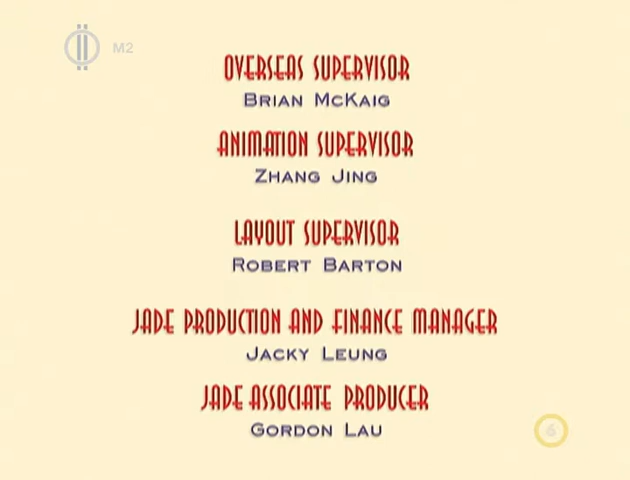 M2
OVERSEAS SUPERVISOR
BRIAN MCKAIG
ANIMATION SUPERVISOR
ZHANG JING
LAYOUT SUPERVISOR
ROBERT BARTON
JADE PRODUCTION AND FINANCE MANAGER
JACKY LEUNG
JADE ASSOCIATE PRODUCER
GORDON LAU
6